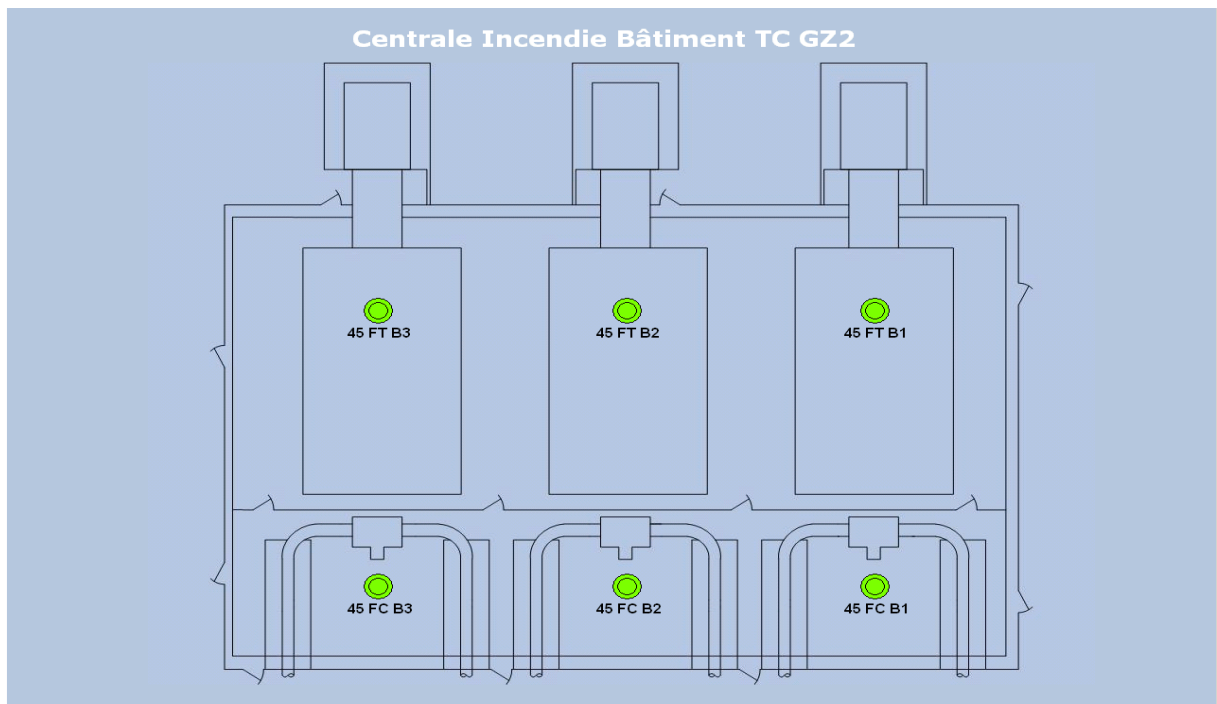 Centrale Incendie Bâtiment TC GZ2
45 FT B3
45 FT B2
45 FT B1
45 FC B3
45 FC B2
45 FC B1